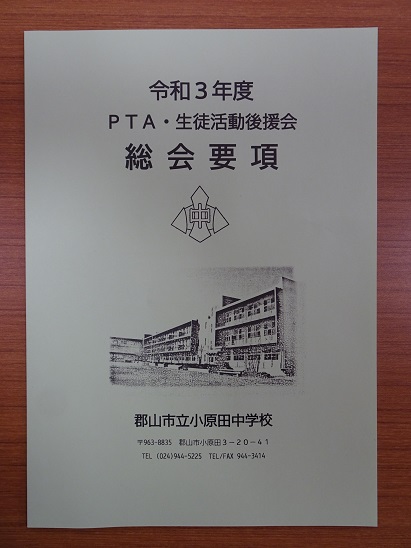 令和３年度
ＰＴＡ・生徒活動後援会
総会要項
中
郡山市立小原田中学校
〒963-8835　郡山市小原田３－２０－４１
TEL (024)944-5225　TEL/FAX 944-3414